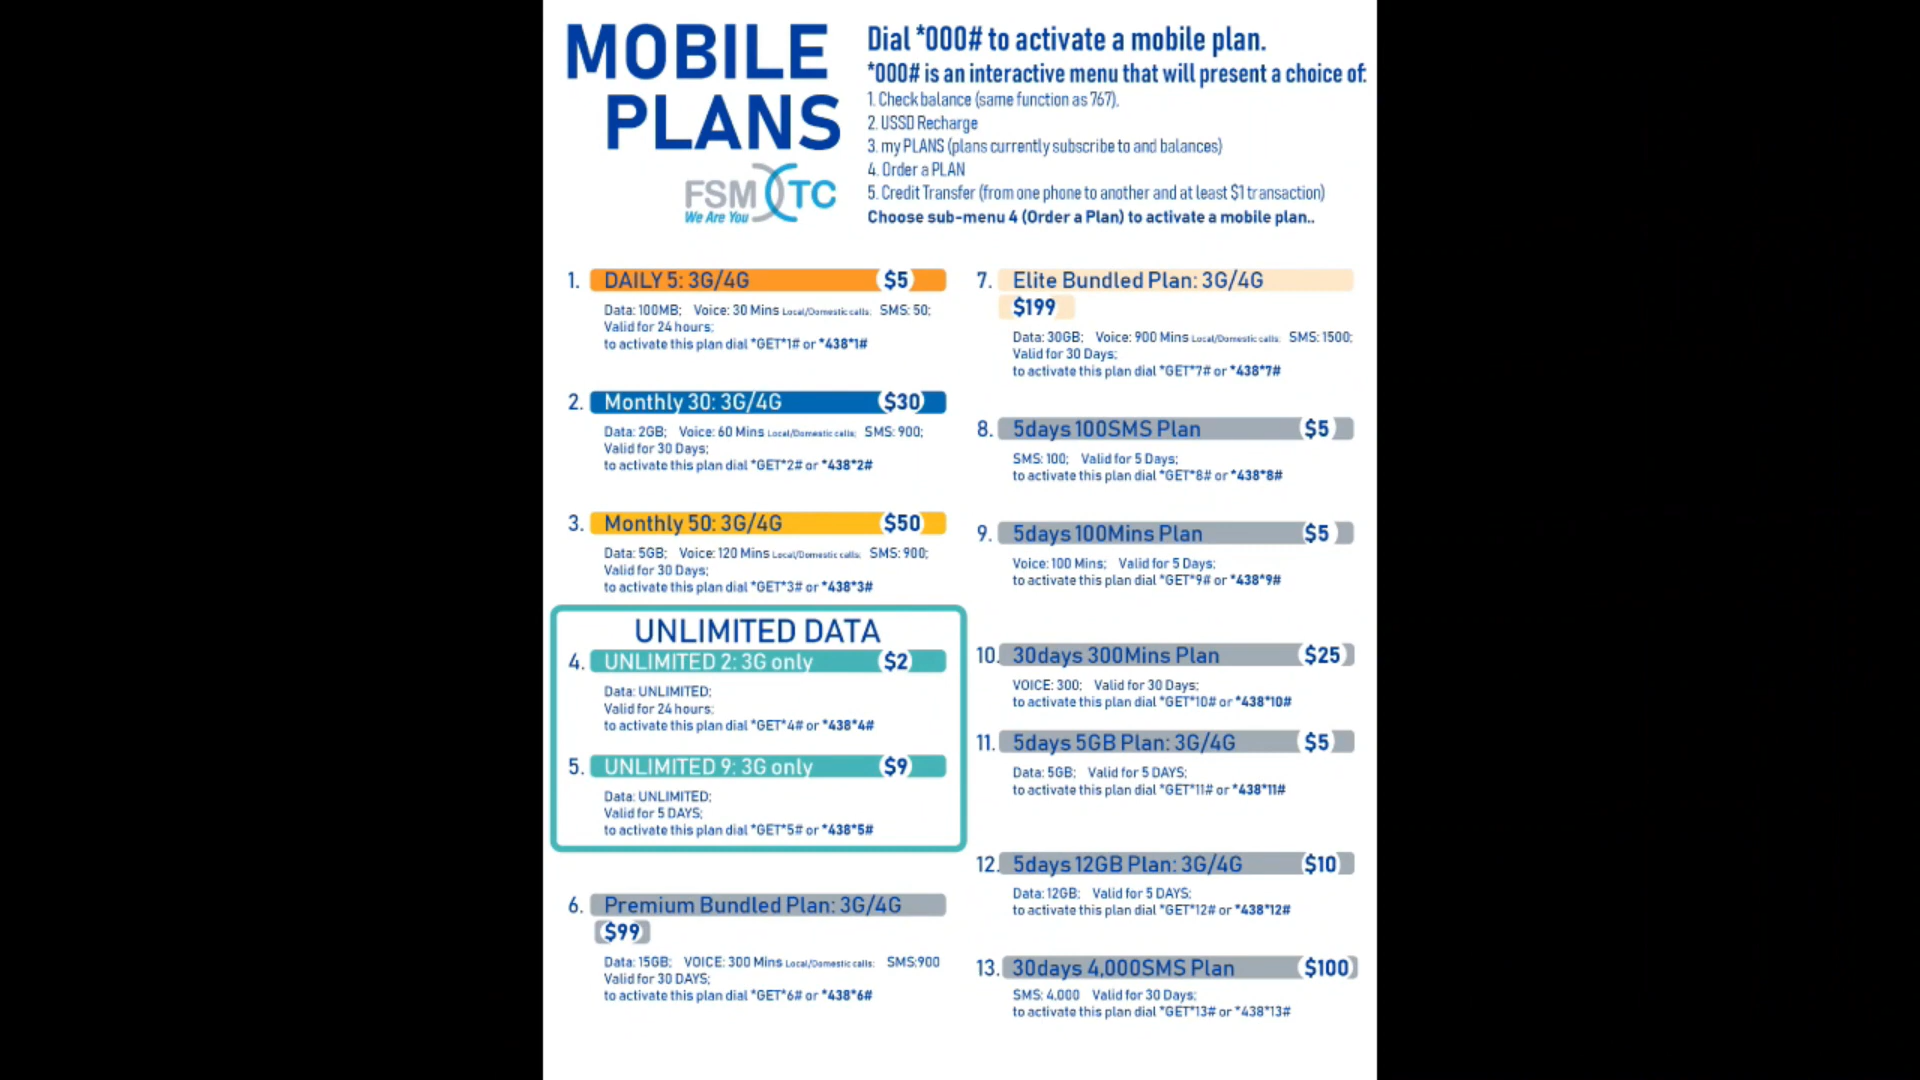 MOBILE
PLANS
FSMTC
We Are You
Dial *000# to activate a mobile plan.
*000# is an interactive menu that will present a choice of:
1. Check balance (same function as 767).
2. USSD Recharge
3. my PLANS (plans currently subscribe to and balances)
4. Order a PLAN
5. Credit Transfer (from one phone to another and at least $1 transaction)
Choose sub-menu 4 (Order a Plan) to activate a mobile plan..
1. DAILY 5: 3G/4G $5
Data: 100MB; Voice: 30 Mins Local/Domestic calls; SMS: 50;
Valid for 24 hours;
to activate this plan dial *GET*1# or *438*1#
2. Monthly 30: 3G/4G $30
Data: 2GB; Voice: 60 Mins Local/Domestic calls; SMS: 900;
Valid for 30 Days;
to activate this plan dial *GET*2# or *438*2#
3. Monthly 50: 3G/4G $50
Data: 5GB; Voice: 120 Mins Local/Domestic calls; SMS: 900;
Valid for 30 Days;
to activate this plan dial *GET*3# or *438*3#
UNLIMITED DATA
4. UNLIMITED 2: 3G only $2
Data: UNLIMITED;
Valid for 24 hours;
to activate this plan dial *GET*4# or *438*4#
5. UNLIMITED 9: 3G only $9
Data: UNLIMITED;
Valid for 5 DAYS;
to activate this plan dial *GET*5# or *438*5#
6. Premium Bundled Plan: 3G/4G
$99
Data: 15GB; VOICE: 300 Mins Local/Domestic calls; SMS:900
Valid for 30 DAYS;
to activate this plan dial *GET*6# or *438*6#
7. Elite Bundled Plan: 3G/4G
$199
Data: 30GB; Voice: 900 Mins Local/Domestic calls; SMS: 1500;
Valid for 30 Days;
to activate this plan dial *GET*7# or *438*7#
8. 5days 100SMS Plan $5
SMS: 100; Valid for 5 Days;
to activate this plan dial *GET*8# or *438*8#
9. 5days 100Mins Plan $5
Voice: 100 Mins; Valid for 5 Days;
to activate this plan dial *GET*9# or *438*9#
10. 30days 300Mins Plan $25
VOICE: 300; Valid for 30 Days;
to activate this plan dial *GET*10# or *438*10#
11. 5days 5GB Plan: 3G/4G $5
Data: 5GB; Valid for 5 DAYS;
to activate this plan dial *GET*11# or *438*11#
12. 5days 12GB Plan: 3G/4G $10
Data: 12GB; Valid for 5 DAYS;
to activate this plan dial *GET*12# or *438*12#
13. 30days 4,000SMS Plan $100
SMS: 4,000 Valid for 30 Days;
to activate this plan dial *GET*13# or *438*13#